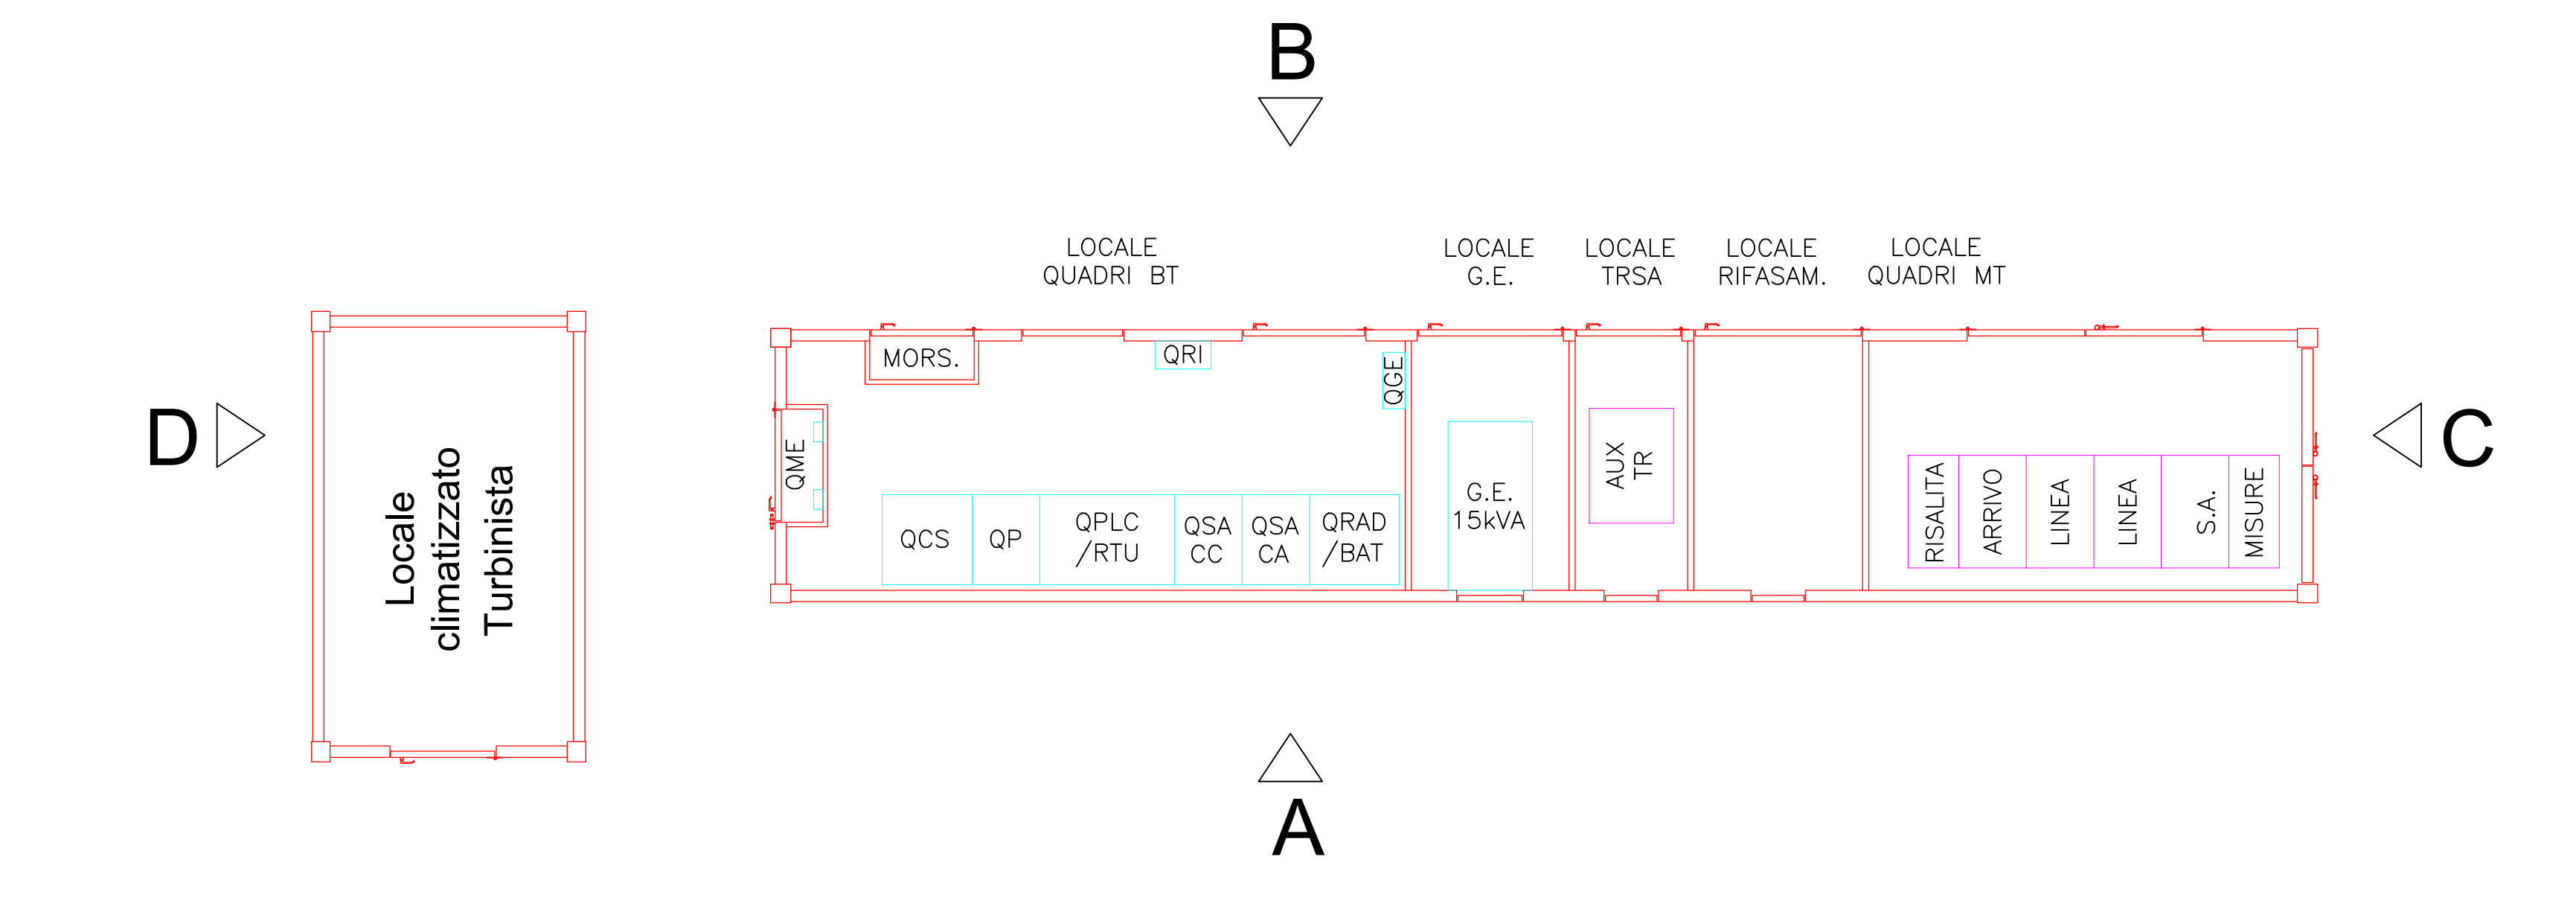 B
LOCALE
QUADRI BT
LOCALE
G.E.
LOCALE
TRSA
LOCALE
RIFASAM.
LOCALE
QUADRI MT
MORS.
QRI
QGE
D
C
QME
Locale
climatizzato
Turbinista
QCS
QP
QPLC
/RTU
QSA
CC
QSA
CA
QRAD
/BAT
G.E.
15kVA
AUX
TR
RISALITA
ARRIVO
LINEA
LINEA
S.A.
MISURE
A